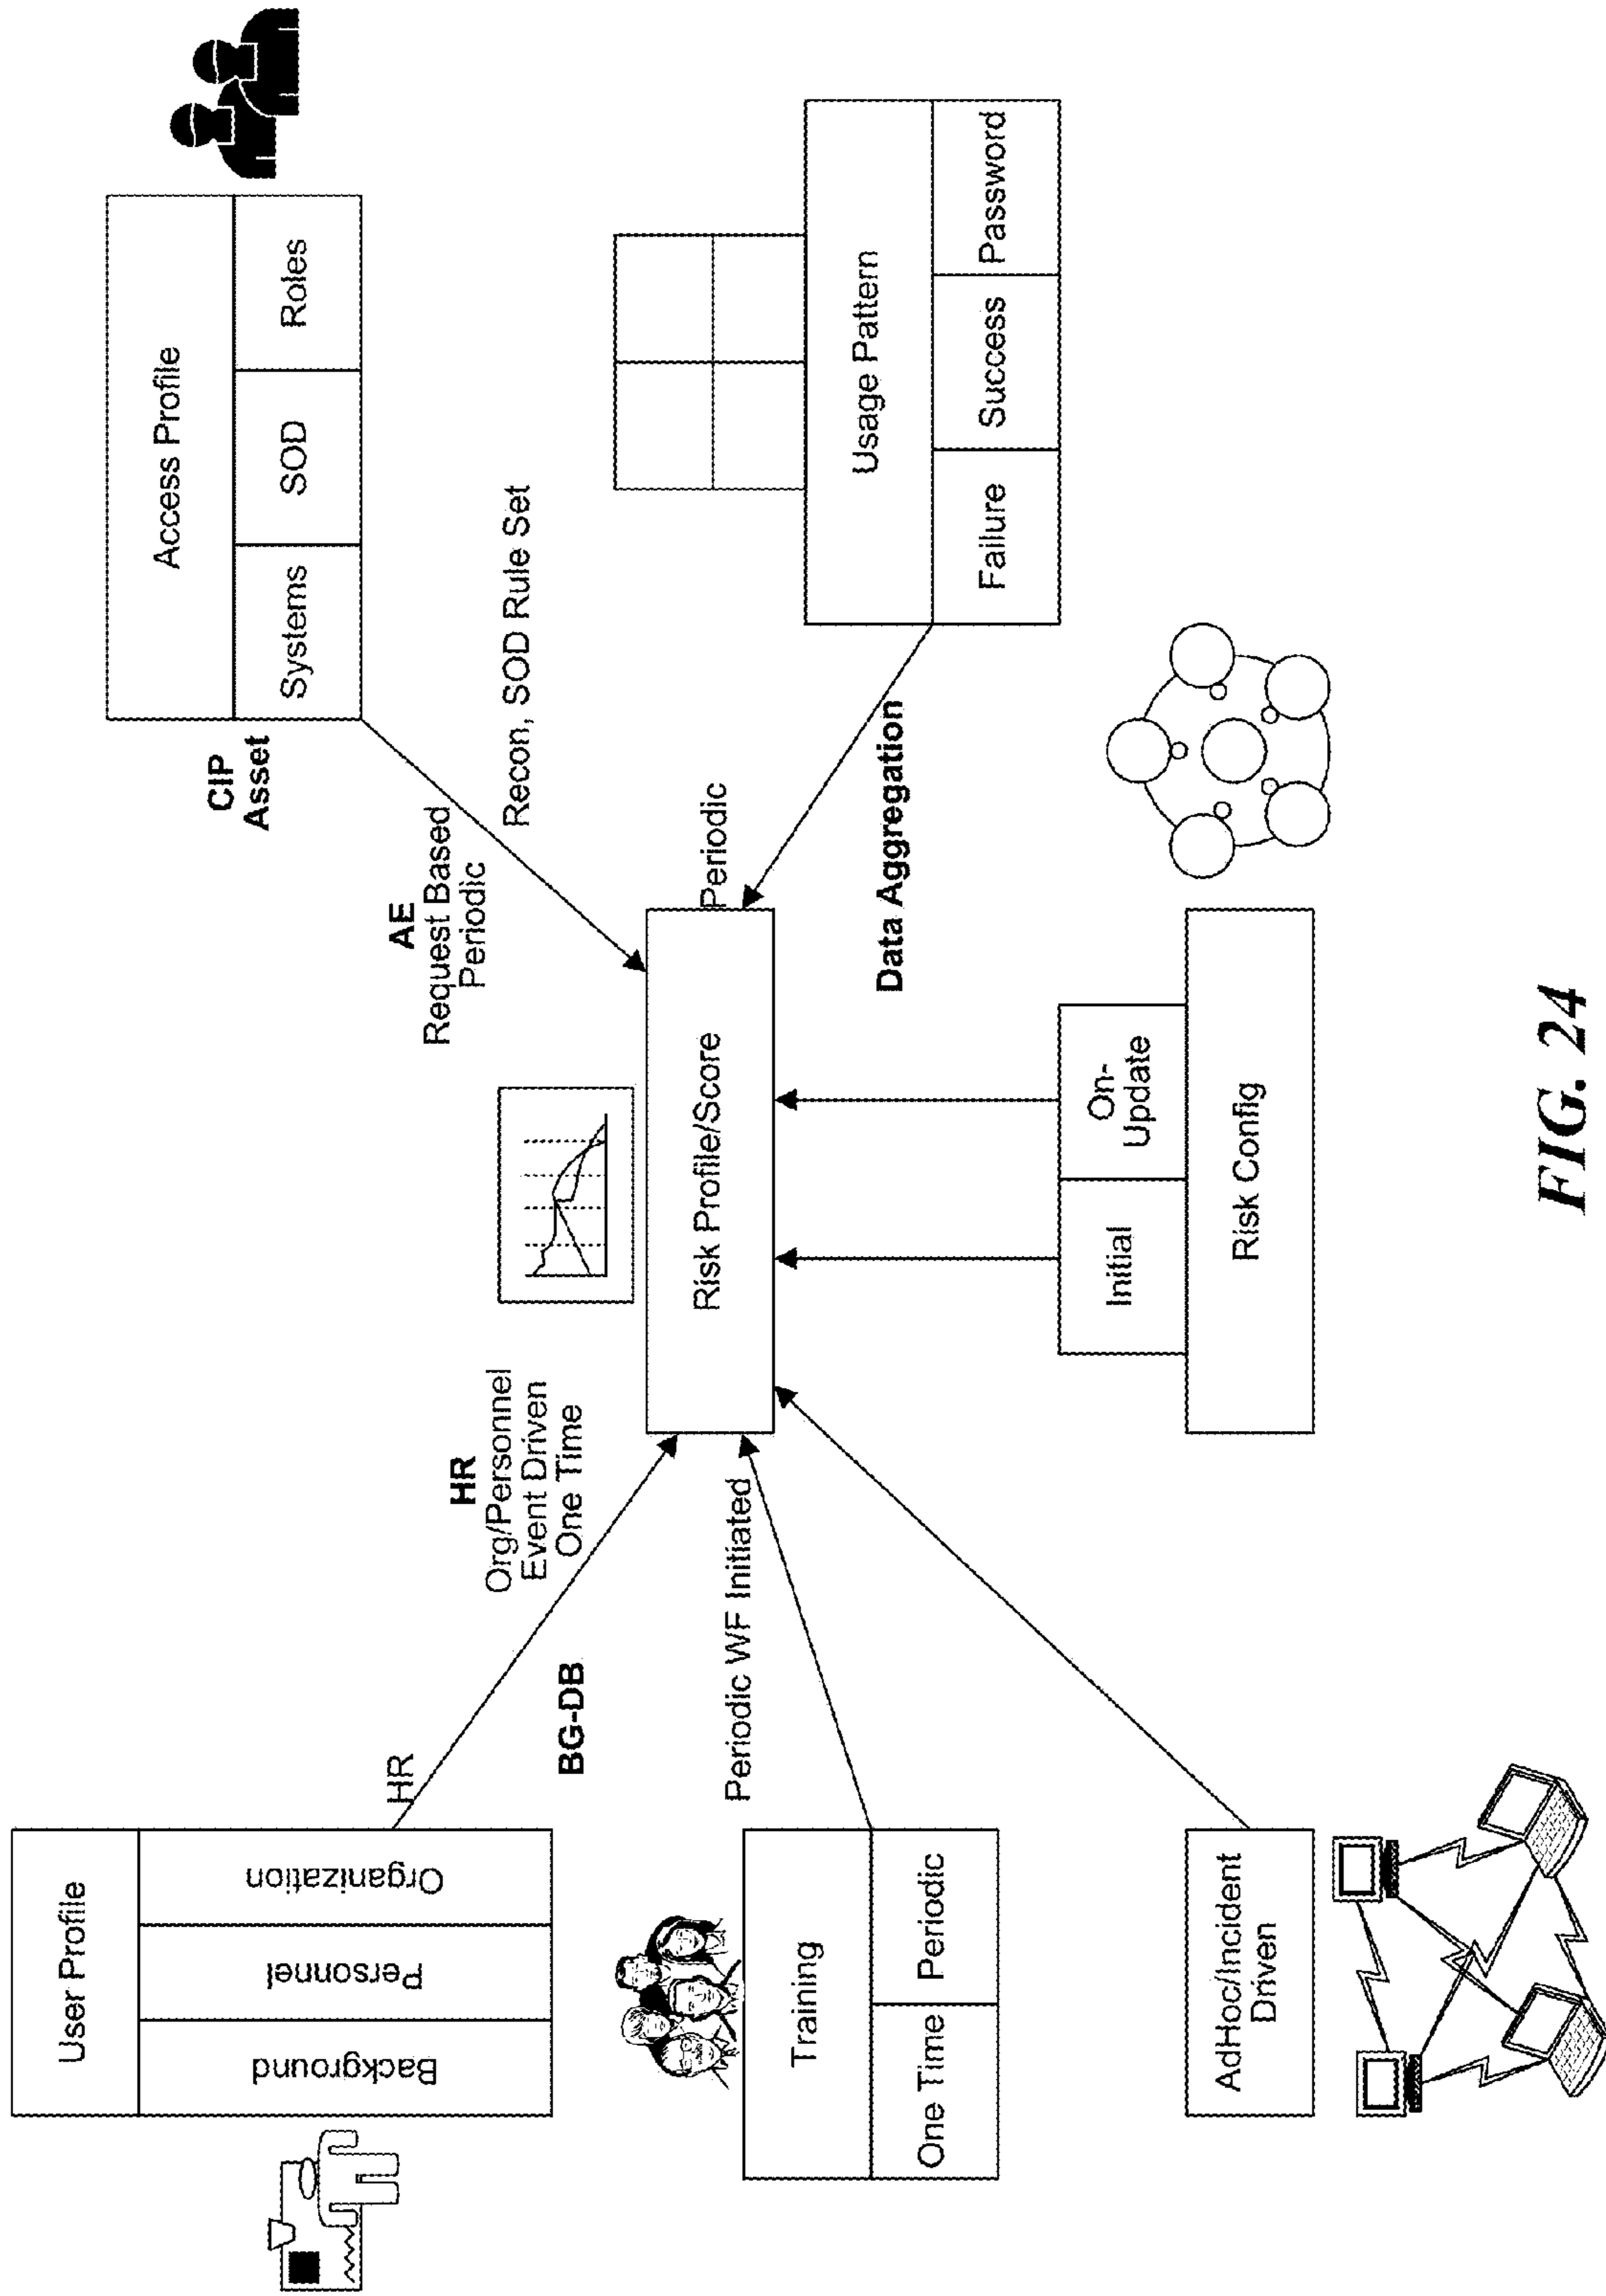 User Profile
Background
Personnel
Organization
HR
HR
Org/Personnel
Event Driven
One Time
BG-DB
Training
One Time
Periodic
Periodic WF Initiated
AdHoc/Incident
Driven
Risk Profile/Score
Initial
On-
Update
Risk Config
Access Profile
Systems
SOD
Roles
CIP
Asset
AE
Request Based
Periodic
Recon, SOD Rule Set
Usage Pattern
Failure
Success
Password
Periodic
Data Aggregation
FIG. 24